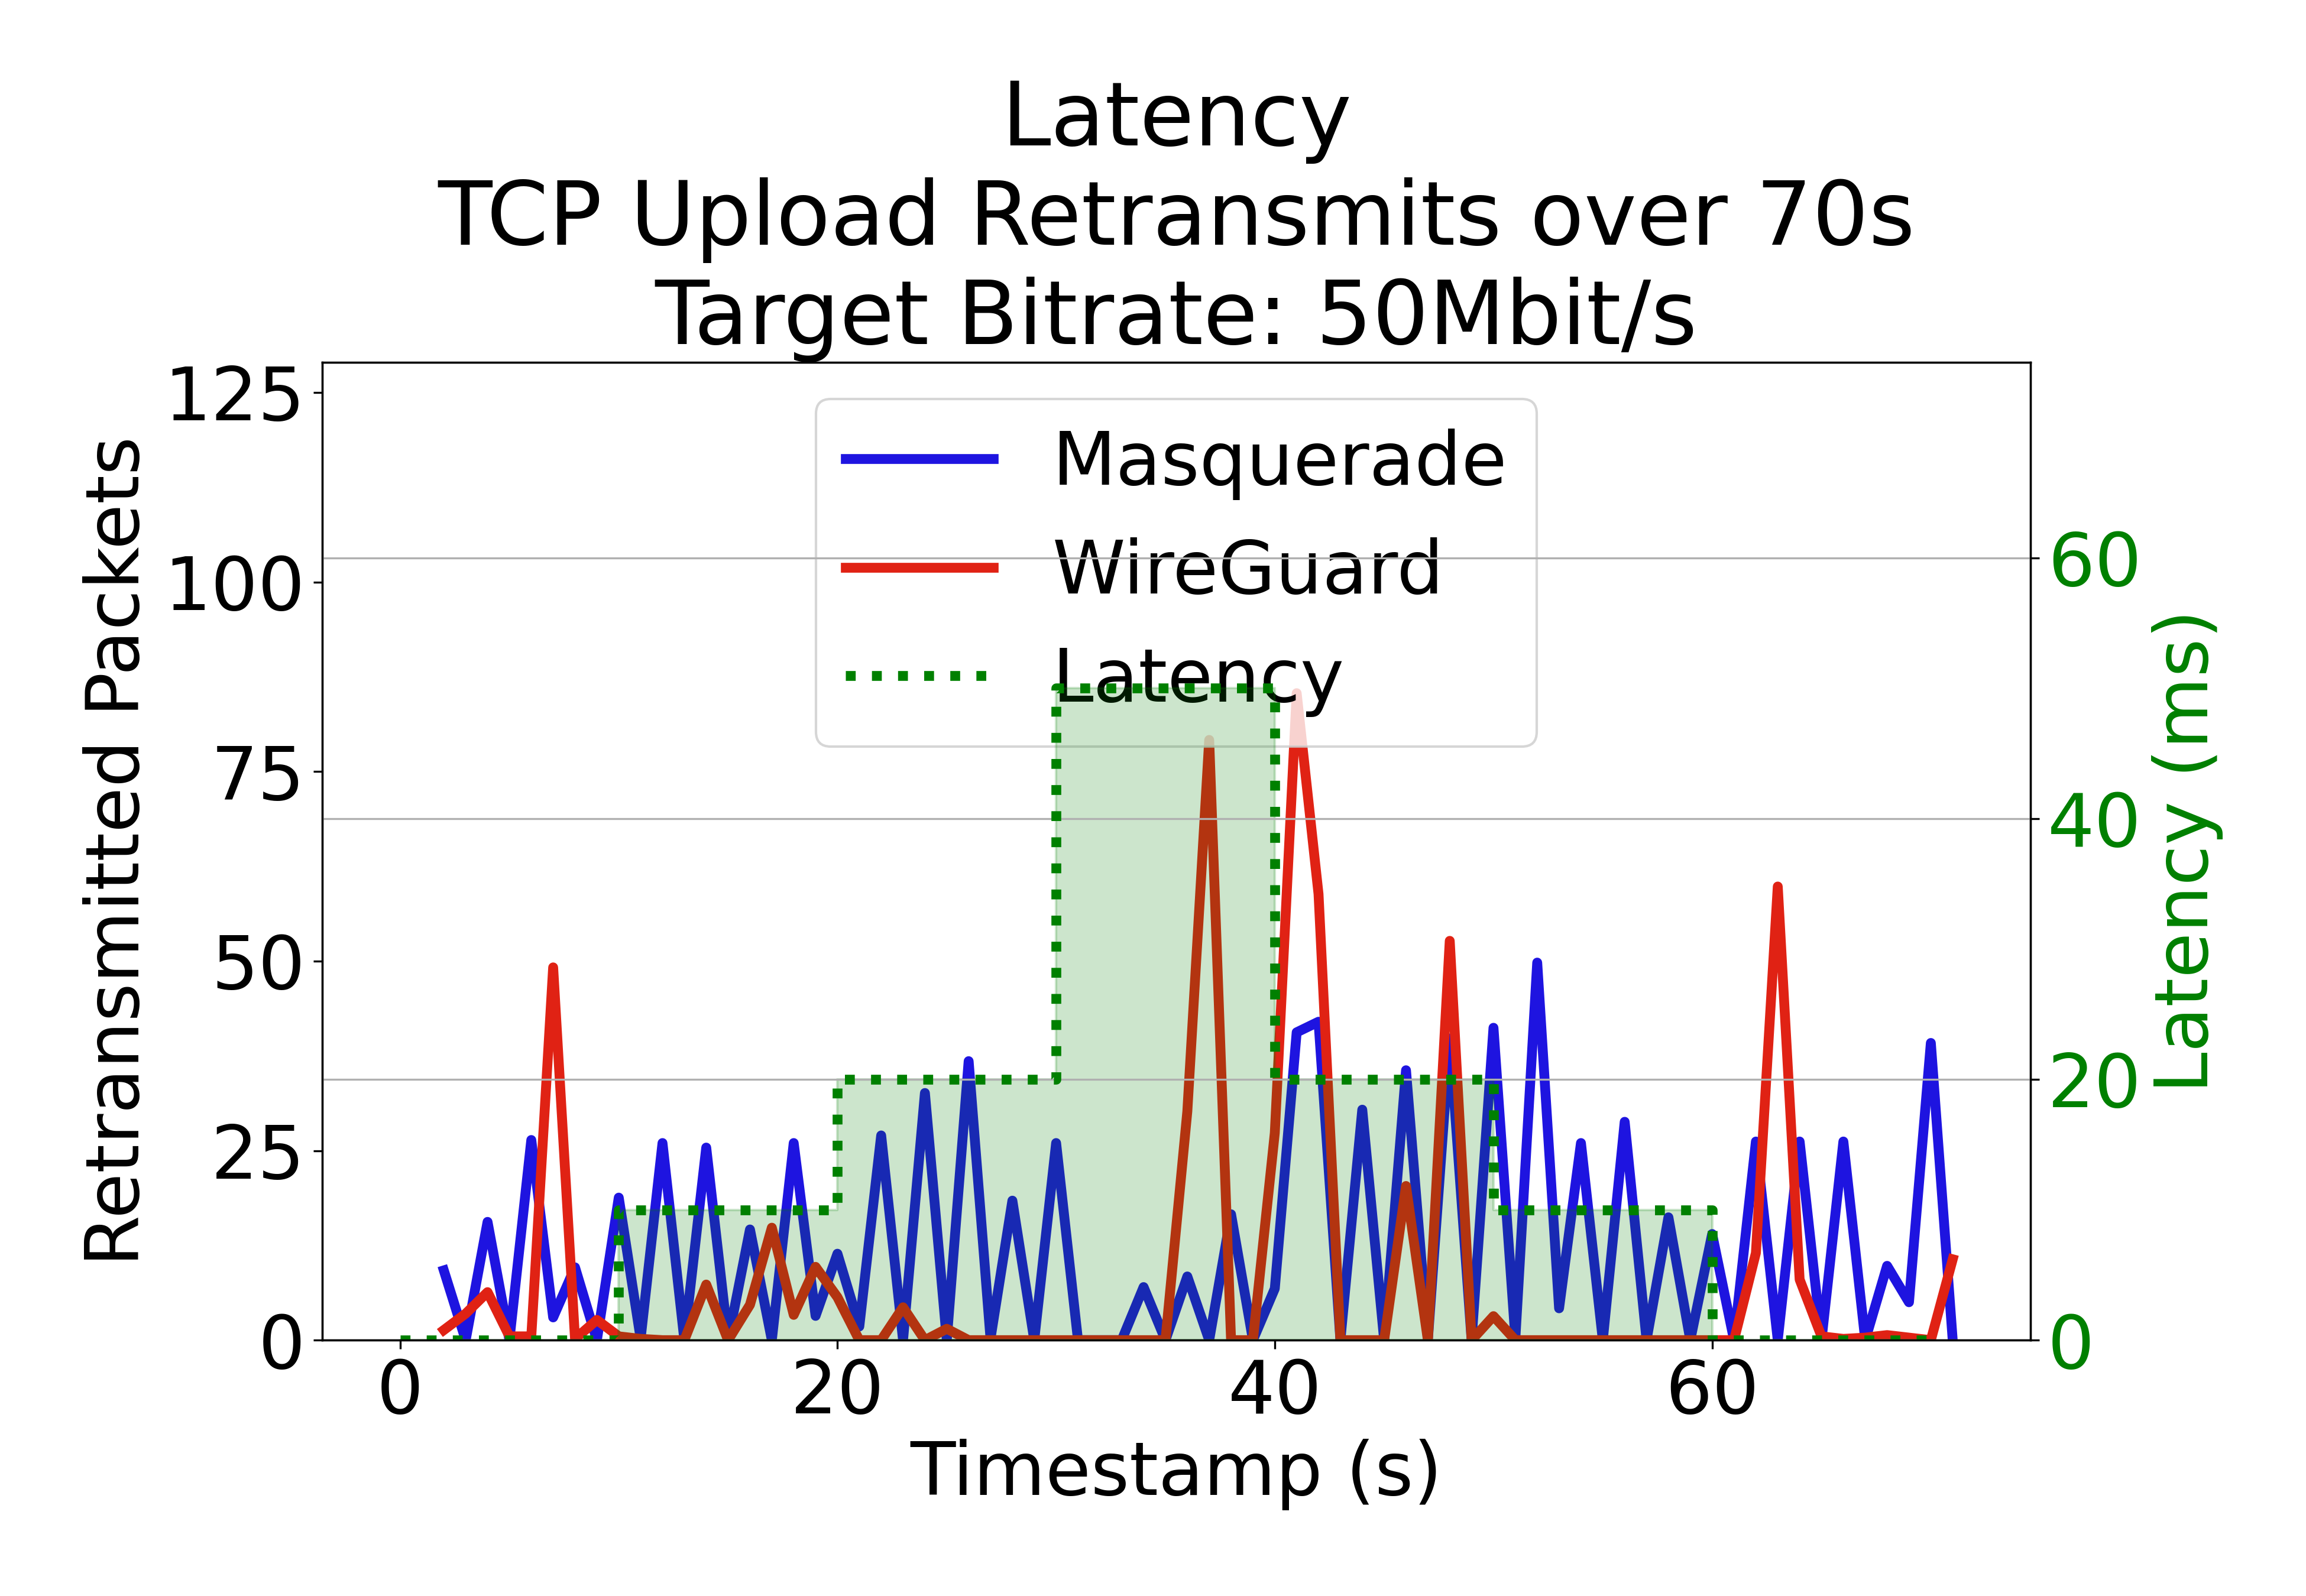 Latency
TCP Upload Retransmits over 70s
Target Bitrate: 50Mbit/s
Retransmitted Packets
125
100
75
50
25
0
Masquerade
WireGuard
Latency
60
40
20
0
Latency (ms)
0 20 40 60
Timestamp (s)